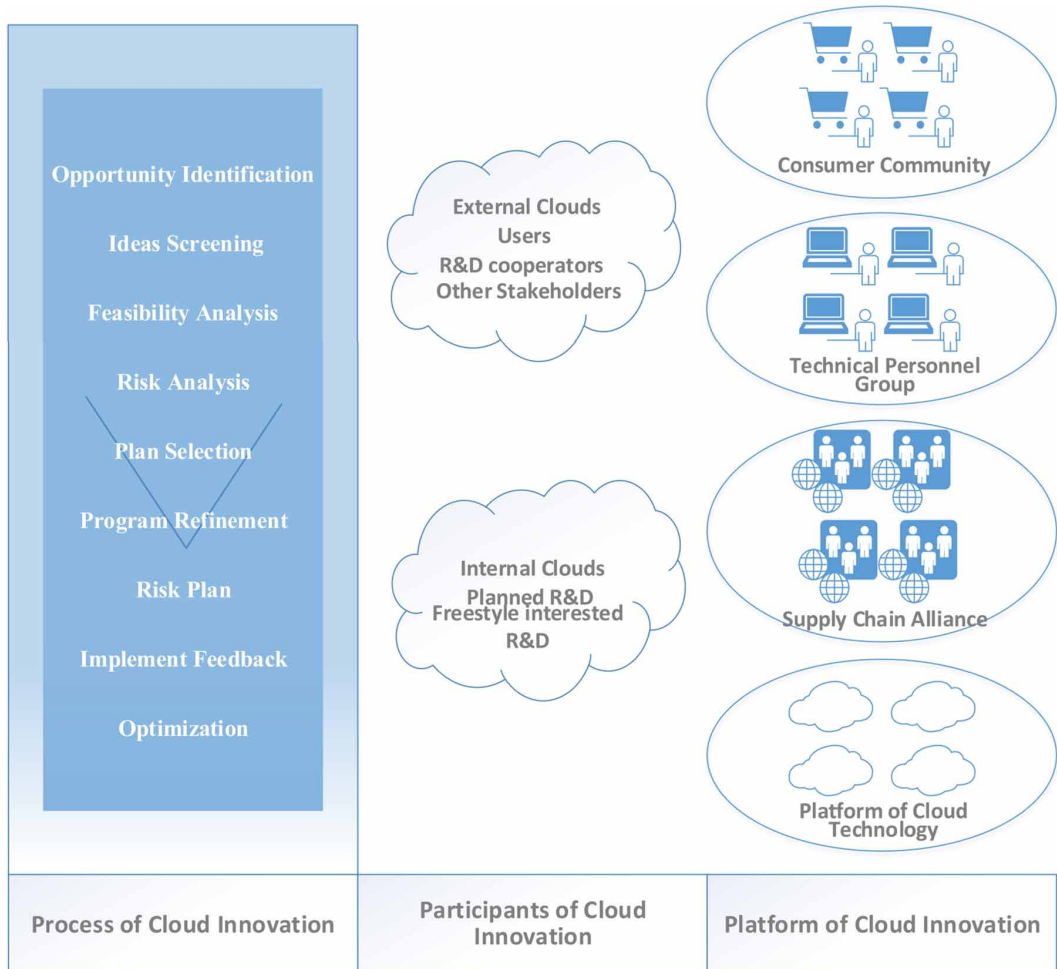 Opportunity Identification
Ideas Screening
Feasibility Analysis
Risk Analysis
Plan Selection
Program Refinement
Risk Plan
Implement Feedback
Optimization
External Clouds
Users
R&D cooperators
Other Stakeholders
Internal Clouds
Planned R&D
Freestyle interested
R&D
Consumer Community
Technical Personnel
Group
Supply Chain Alliance
Platform of Cloud
Technology
Process of Cloud Innovation
Participants of Cloud
Innovation
Platform of Cloud Innovation